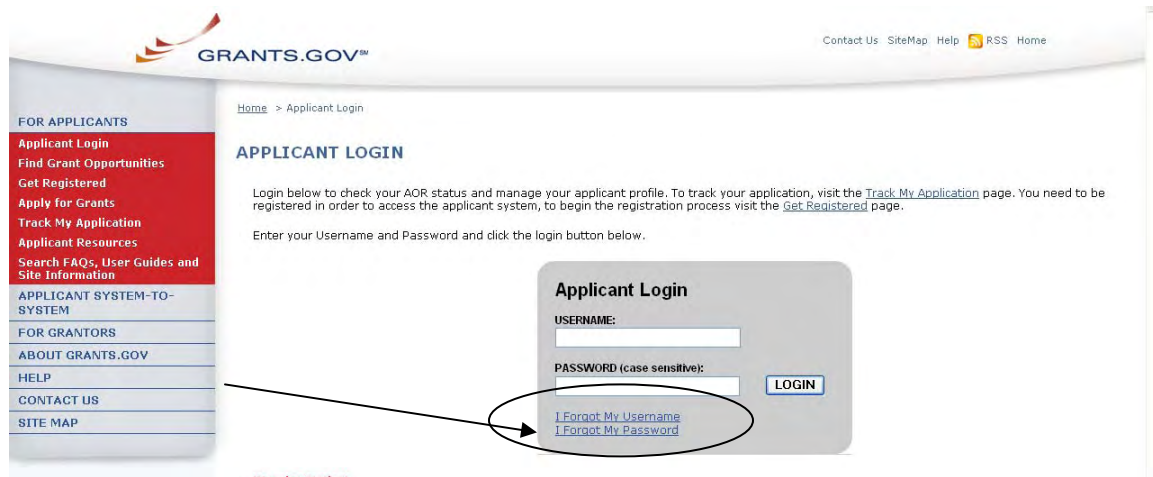 GRANTS.GOV℠
Contact Us SiteMap Help RSS Home
Home > Applicant Login
FOR APPLICANTS
Applicant Login
Find Grant Opportunities
Get Registered
Apply for Grants
Track My Application
Applicant Resources
Search FAQs, User Guides and
Site Information
APPLICANT SYSTEM-TO-
SYSTEM
FOR GRANTORS
ABOUT GRANTS.GOV
HELP
CONTACT US
SITE MAP
APPLICANT LOGIN
Login below to check your AOR status and manage your applicant profile. To track your application, visit the Track My Application page. You need to be
registered in order to access the applicant system, to begin the registration process visit the Get Registered page.
Enter your Username and Password and click the login button below.
Applicant Login
USERNAME:
PASSWORD (case sensitive):
LOGIN
I Forgot My Username
I Forgot My Password